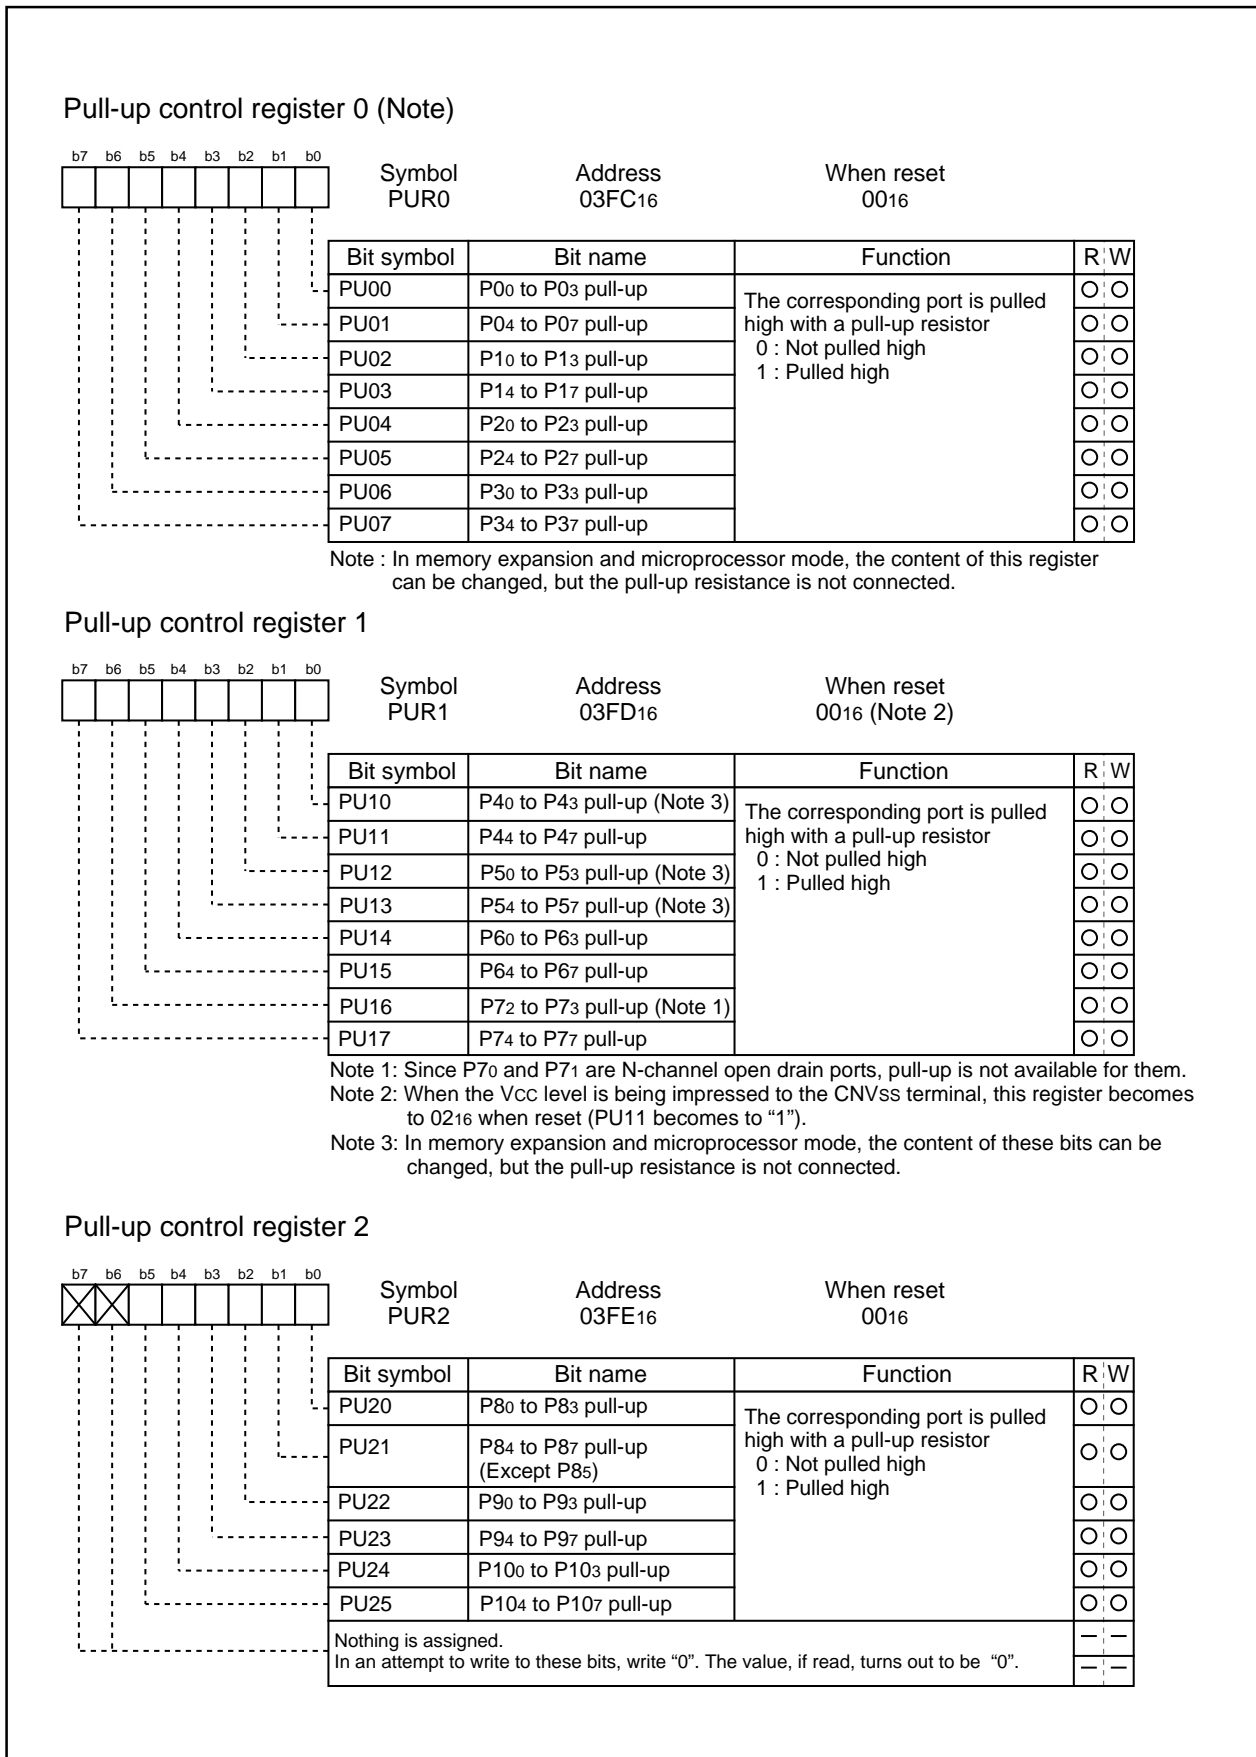 Pull-up control register 0 (Note)
b7 b6 b5 b4 b3 b2 b1 b0
Symbol Address When reset
PUR0 03FC16 0016
Bit symbol Bit name Function R W
PU00 P00 to P03 pull-up The corresponding port is pulled
PU01 P04 to P07 pull-up high with a pull-up resistor
0 : Not pulled high
PU02 P10 to P13 pull-up 1 : Pulled high
PU03 P14 to P17 pull-up
PU04 P20 to P23 pull-up
PU05 P24 to P27 pull-up
PU06 P30 to P33 pull-up
PU07 P34 to P37 pull-up
Note : In memory expansion and microprocessor mode, the content of this register
can be changed, but the pull-up resistance is not connected.
Pull-up control register 1
b7 b6 b5 b4 b3 b2 b1 b0
Symbol Address When reset
PUR1 03FD16 0016 (Note 2)
Bit symbol Bit name Function R W
PU10 P40 to P43 pull-up (Note 3) The corresponding port is pulled
PU11 P44 to P47 pull-up high with a pull-up resistor
0 : Not pulled high
PU12 P50 to P53 pull-up (Note 3) 1 : Pulled high
PU13 P54 to P57 pull-up (Note 3)
PU14 P60 to P63 pull-up
PU15 P64 to P67 pull-up
PU16 P72 to P73 pull-up (Note 1)
PU17 P74 to P77 pull-up
Note 1: Since P70 and P71 are N-channel open drain ports, pull-up is not available for them.
Note 2: When the VCC level is being impressed to the CNVSS terminal, this register becomes
to 0216 when reset (PU11 becomes to “1”).
Note 3: In memory expansion and microprocessor mode, the content of these bits can be
changed, but the pull-up resistance is not connected.
Pull-up control register 2
b7 b6 b5 b4 b3 b2 b1 b0
Symbol Address When reset
PUR2 03FE16 0016
Bit symbol Bit name Function R W
PU20 P80 to P83 pull-up The corresponding port is pulled
PU21 P84 to P87 pull-up high with a pull-up resistor
(Except P85) 0 : Not pulled high
1 : Pulled high
PU22 P90 to P93 pull-up
PU23 P94 to P97 pull-up
PU24 P100 to P103 pull-up
PU25 P104 to P107 pull-up
Nothing is assigned. – –
In an attempt to write to these bits, write “0”. The value, if read, turns out to be “0”. – –